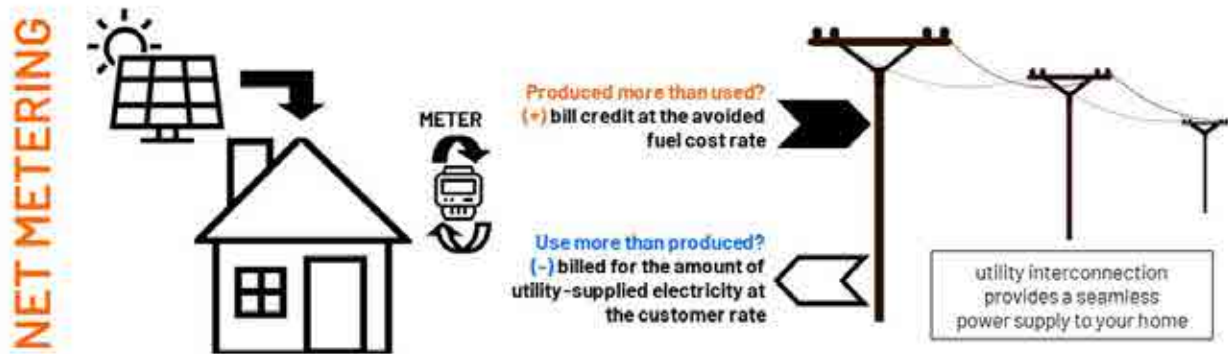 NET METERING
METER
Produced more than used?
(+) bill credit at the avoided
fuel cost rate
Use more than produced?
(-) billed for the amount of
utility-supplied electricity at
the customer rate
utility interconnection
provides a seamless
power supply to your home